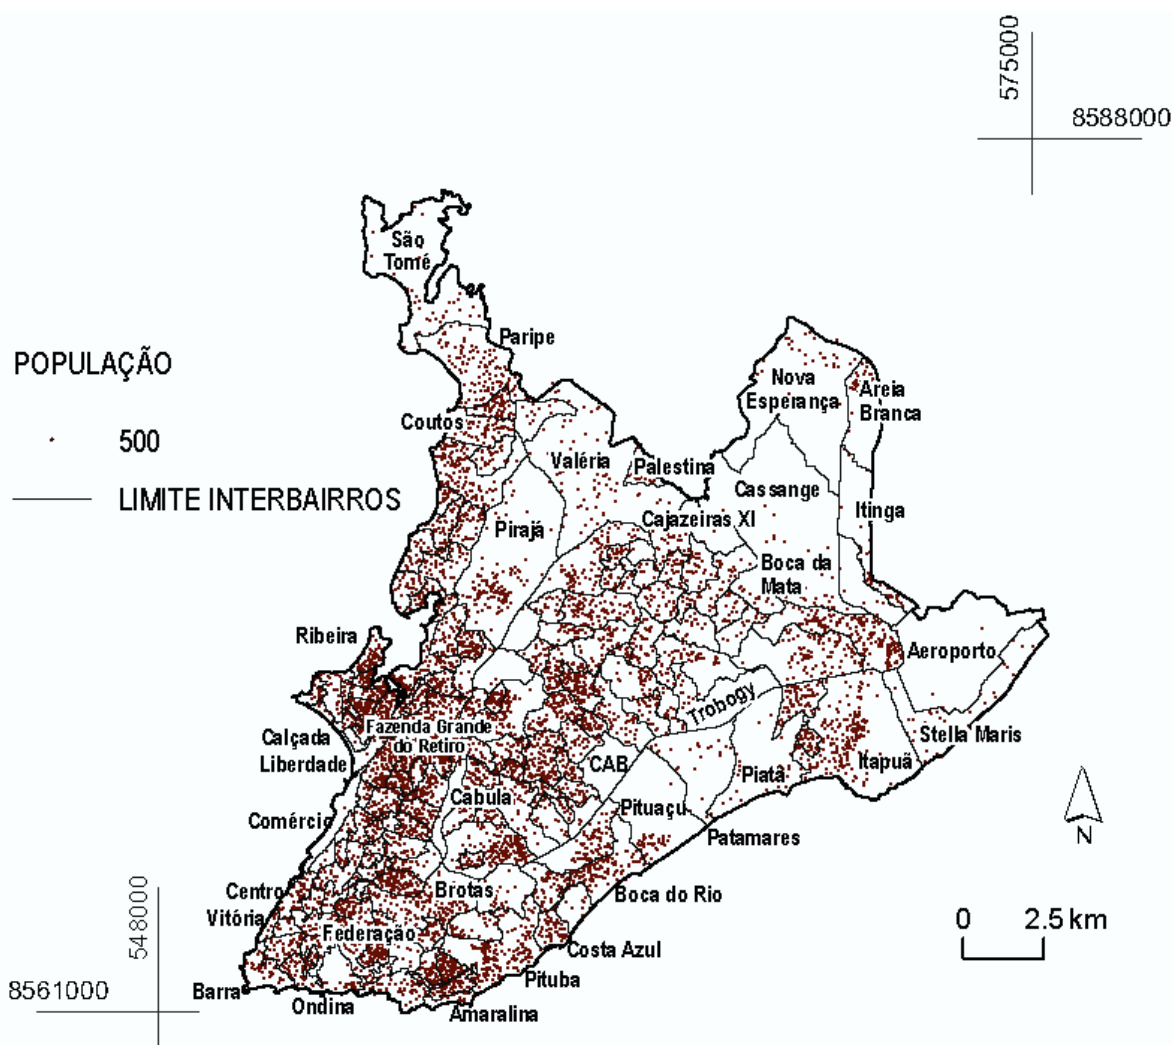 575000
8588000
São
Tomé
Paripe
POPULAÇÃO
Nova
Esperança
Areia
Branca
Coutos
500
Valéria
Palestina
Cassange
LIMITE INTERBAIRROS
Itinga
Cajazeiras XI
Pirajá
Boca da
Mata
Ribeira
Aeroporto
Trobogy
Fazenda Grande
do Retiro
Stella Maris
Calçada
Liberdade
CAB
Piatã
Itapuã
Cabula
Pituaçu
Comércio
Patamares
N
Centro
Brotas
Boca do Rio
Vitória
548000
Federação
0 2.5 km
Costa Azul
Pituba
8561000
Barra
Ondina
Amaralina